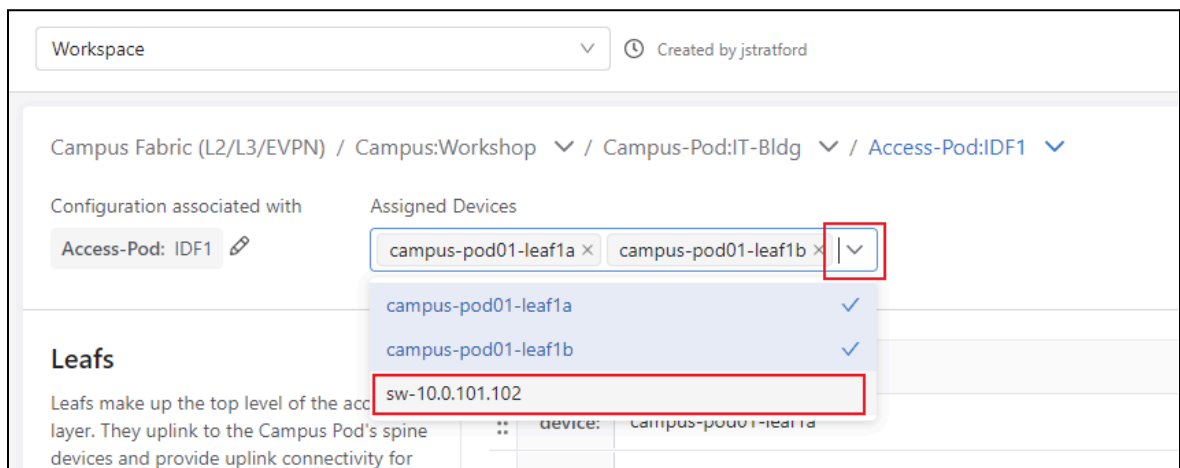 Workspace
Created by jstratford
Campus Fabric (L2/L3/EVPN) / Campus:Workshop / Campus-Pod:IT-Bldg / Access-Pod:IDF1
Configuration associated with
Assigned Devices
Access-Pod: IDF1
campus-pod01-leaf1a × campus-pod01-leaf1b ×
campus-pod01-leaf1a
campus-pod01-leaf1b
sw-10.0.101.102
Leafs
Leafs make up the top level of the acc
layer. They uplink to the Campus Pod's spine
devices and provide uplink connectivity for
device: campus-pod01-leaf1a